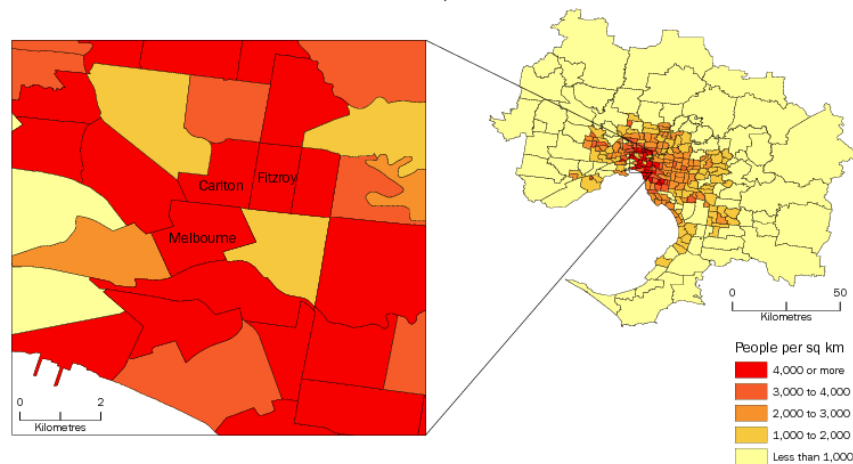 Carlton
Fitzroy
Melbourne
0 2
Kilometres
0 50
Kilometres
People per sq km
4,000 or more
3,000 to 4,000
2,000 to 3,000
1,000 to 2,000
Less than 1,000